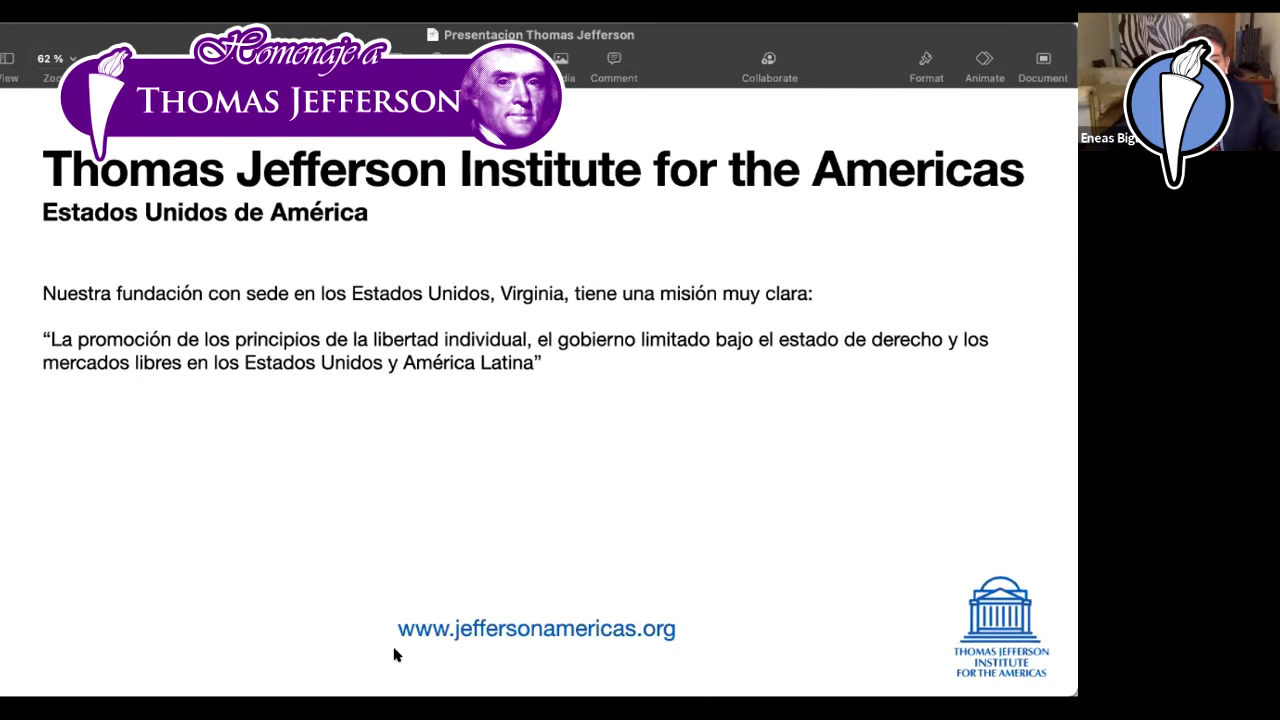 Presentacion Thomas Jefferson
62 %
Comment
Collaborate
Format
Animate
Document
Homenaje a
THOMAS JEFFERSON
Eneas
Thomas Jefferson Institute for the Americas
Estados Unidos de América
Nuestra fundación con sede en los Estados Unidos, Virginia, tiene una misión muy clara:
“La promoción de los principios de la libertad individual, el gobierno limitado bajo el estado de derecho y los
mercados libres en los Estados Unidos y América Latina”
www.jeffersonamericas.org
THOMAS JEFFERSON
INSTITUTE
FOR THE AMERICAS